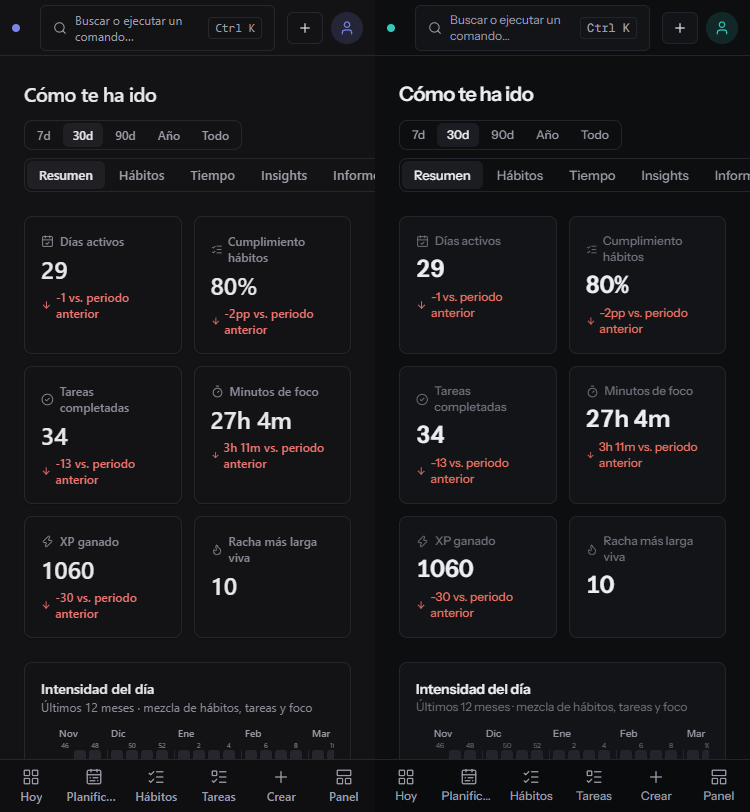 Buscar o ejecutar un
comando...
Ctrl K
Cómo te ha ido
7d 30d 90d Año Todo
Resumen Hábitos Tiempo Insights Informe
Días activos
29
-1 vs. periodo
anterior
Cumplimiento
hábitos
80%
-2pp vs. periodo
anterior
Tareas
completadas
34
-13 vs. periodo
anterior
Minutos de foco
27h 4m
3h 11m vs. periodo
anterior
XP ganado
1060
-30 vs. periodo
anterior
Racha más larga
viva
10
Intensidad del día
Últimos 12 meses · mezcla de hábitos, tareas y foco
Nov Dic Ene Feb Mar
46 48 50 52 2 4 6 8
Hoy Planific... Hábitos Tareas Crear Panel
Buscar o ejecutar un
comando...
Ctrl K
Cómo te ha ido
7d 30d 90d Año Todo
Resumen Hábitos Tiempo Insights Inform
Días activos
29
-1 vs. periodo
anterior
Cumplimiento
hábitos
80%
-2pp vs. periodo
anterior
Tareas
completadas
34
-13 vs. periodo
anterior
Minutos de foco
27h 4m
3h 11m vs. periodo
anterior
XP ganado
1060
-30 vs. periodo
anterior
Racha más larga
viva
10
Intensidad del día
Últimos 12 meses · mezcla de hábitos, tareas y foco
Nov Dic Ene Feb Mar
46 48 50 52 2 4 6 8
Hoy Planific... Hábitos Tareas Crear Panel